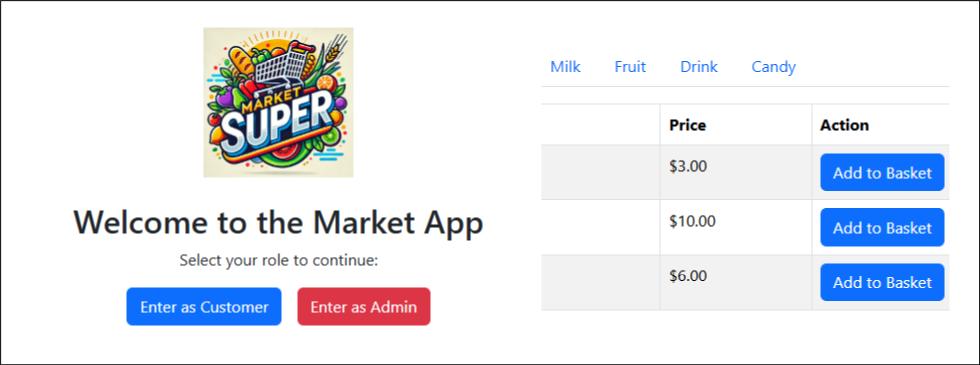 MARKET
SUPER
Welcome to the Market App
Select your role to continue:
Enter as Customer
Enter as Admin
Milk Fruit Drink Candy
Price Action
$3.00 Add to Basket
$10.00 Add to Basket
$6.00 Add to Basket